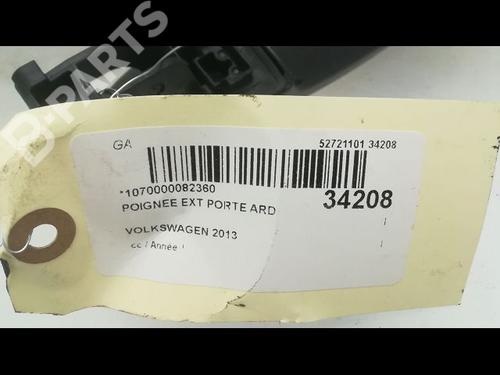 B-PARTS
GA 52721101 34208
*1070000082360
POIGNEE EXT PORTE ARD 34208
VOLKSWAGEN 2013
cc / Année